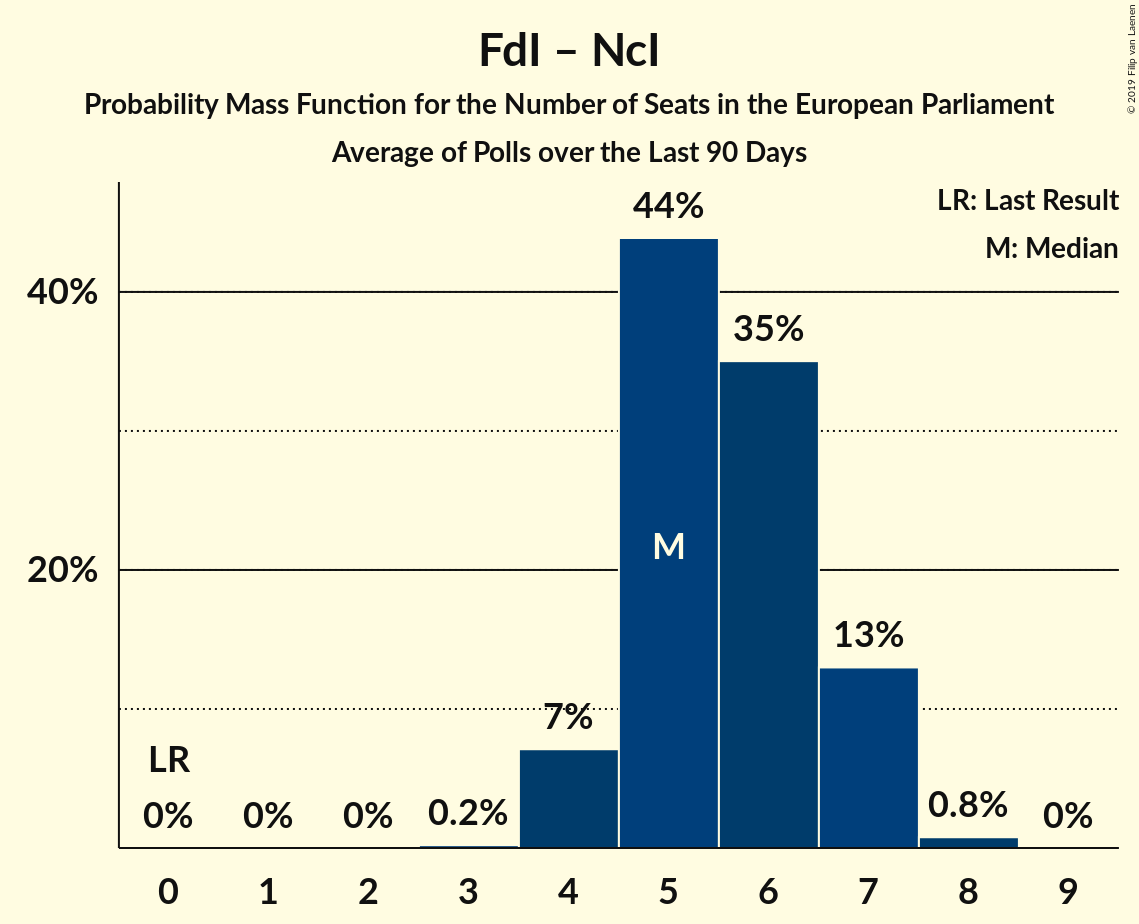 FdI – NcI
Probability Mass Function for the Number of Seats in the European Parliament
Average of Polls over the Last 90 Days
© 2019 Filip van Laenen
LR: Last Result
M: Median
40%
20%
LR
0%
0%
0%
0.2%
7%
44%
M
35%
13%
0.8%
0%
0 1 2 3 4 5 6 7 8 9